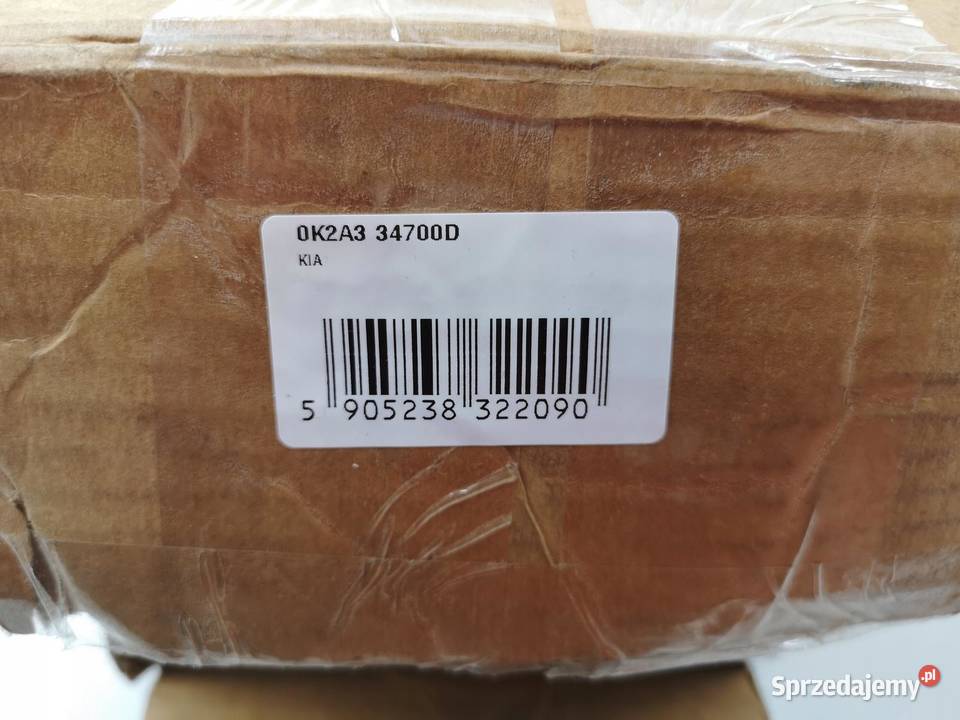 0K2A3 34700D
KIA
5 905238 322090
Sprzedajemy.pl